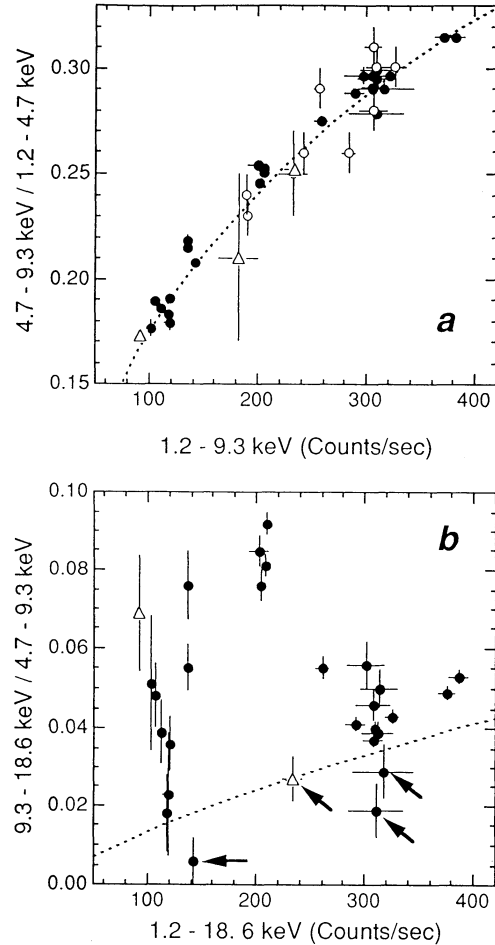 4.7 - 9.3 keV / 1.2 - 4.7 keV
0.30
0.25
0.20
0.15
a
100 200 300 400
1.2 - 9.3 keV (Counts/sec)
9.3 - 18.6 keV / 4.7 - 9.3 keV
0.10
0.08
0.06
0.04
0.02
0.00
b
100 200 300 400
1.2 - 18. 6 keV (Counts/sec)